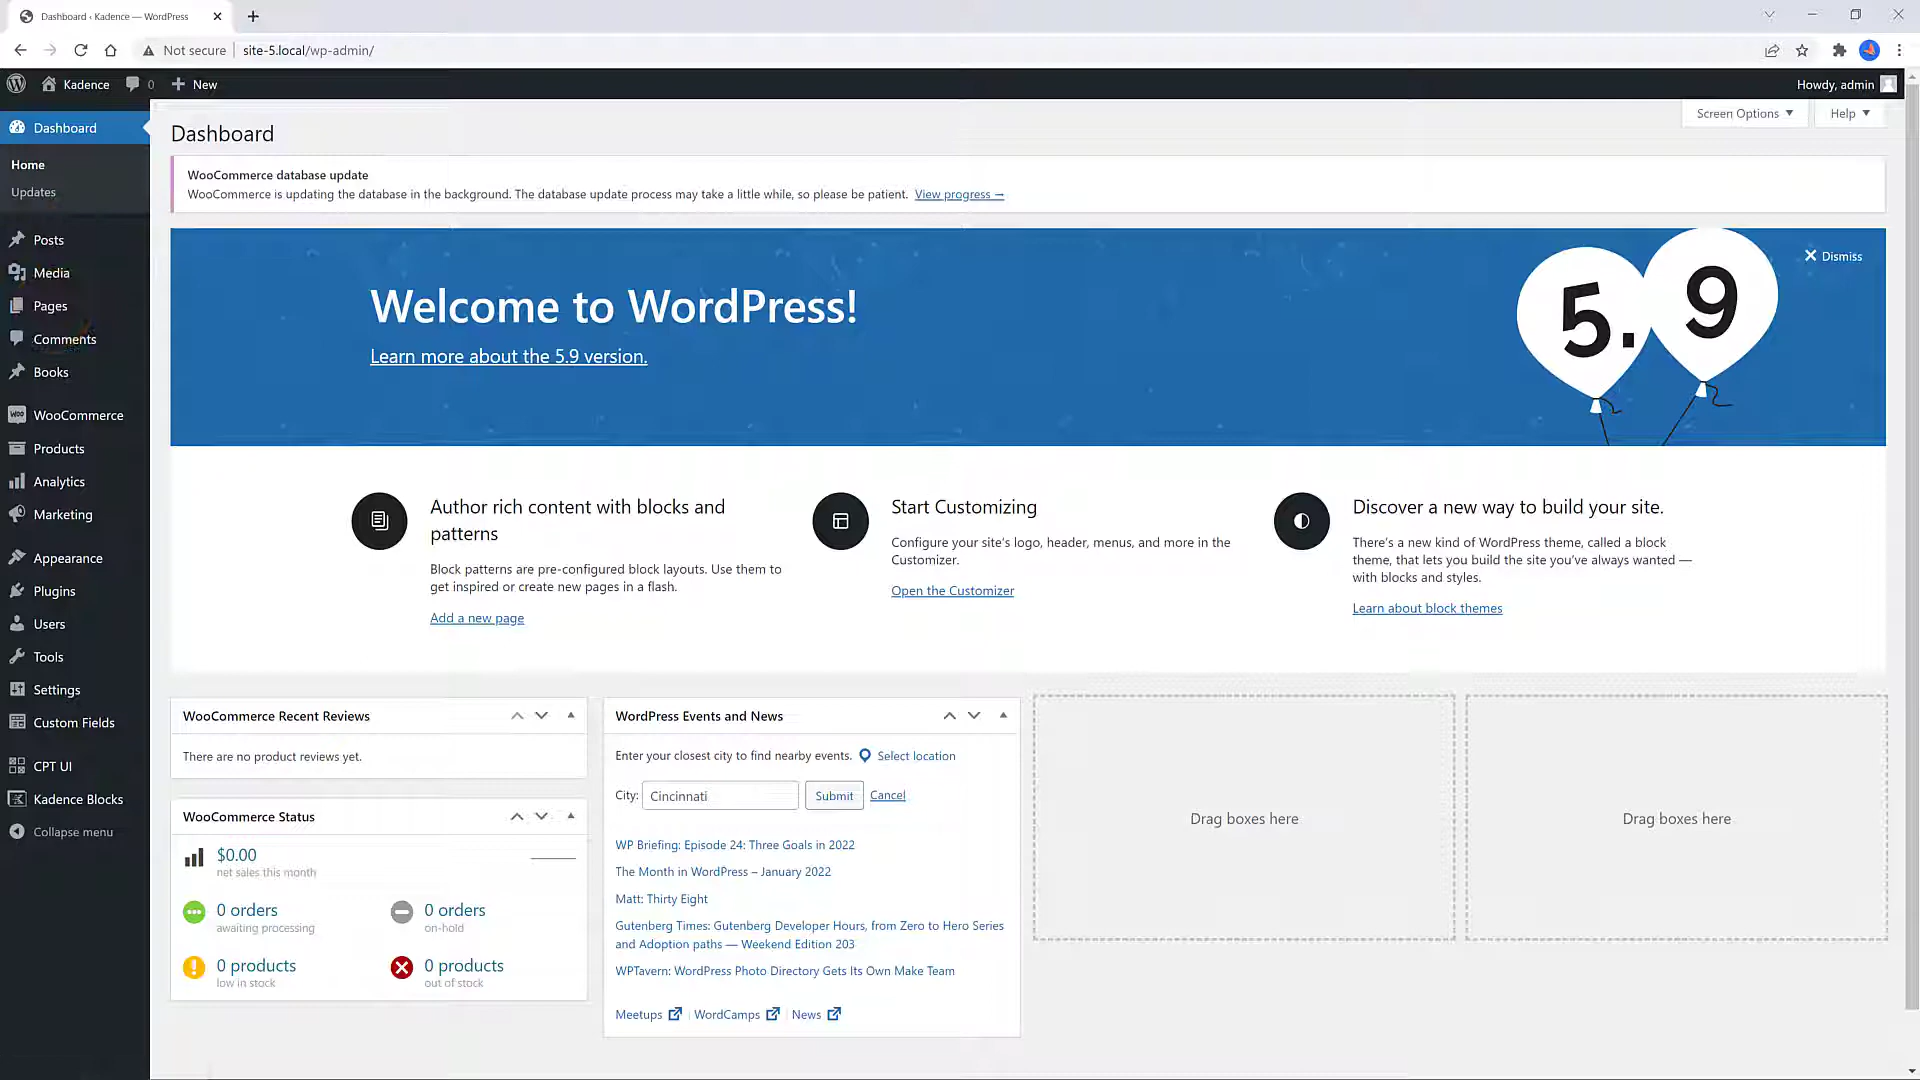 Dashboard ‹ Kadence — WordPress
Not secure
site-5.local/wp-admin/
Kadence
0
New
Howdy, admin
Dashboard
Home
Updates
Posts
Media
Pages
Comments
Books
WooCommerce
Products
Analytics
Marketing
Appearance
Plugins
Users
Tools
Settings
Custom Fields
CPT UI
Kadence Blocks
Collapse menu
Screen Options
Help
Dashboard
WooCommerce database update
WooCommerce is updating the database in the background. The database update process may take a little while, so please be patient. View progress →
Welcome to WordPress!
Learn more about the 5.9 version.
5.9
Dismiss
Author rich content with blocks and
patterns
Block patterns are pre-configured block layouts. Use them to
get inspired or create new pages in a flash.
Add a new page
Start Customizing
Configure your site's logo, header, menus, and more in the
Customizer.
Open the Customizer
Discover a new way to build your site.
There's a new kind of WordPress theme, called a block
theme, that lets you build the site you've always wanted —
with blocks and styles.
Learn about block themes
WooCommerce Recent Reviews
There are no product reviews yet.
WooCommerce Status
$0.00
net sales this month
0 orders
awaiting processing
0 orders
on-hold
0 products
low in stock
0 products
out of stock
WordPress Events and News
Enter your closest city to find nearby events. Select location
City: Cincinnati Submit Cancel
WP Briefing: Episode 24: Three Goals in 2022
The Month in WordPress – January 2022
Matt: Thirty Eight
Gutenberg Times: Gutenberg Developer Hours, from Zero to Hero Series
and Adoption paths — Weekend Edition 203
WPTavern: WordPress Photo Directory Gets Its Own Make Team
Meetups | WordCamps | News
Drag boxes here
Drag boxes here